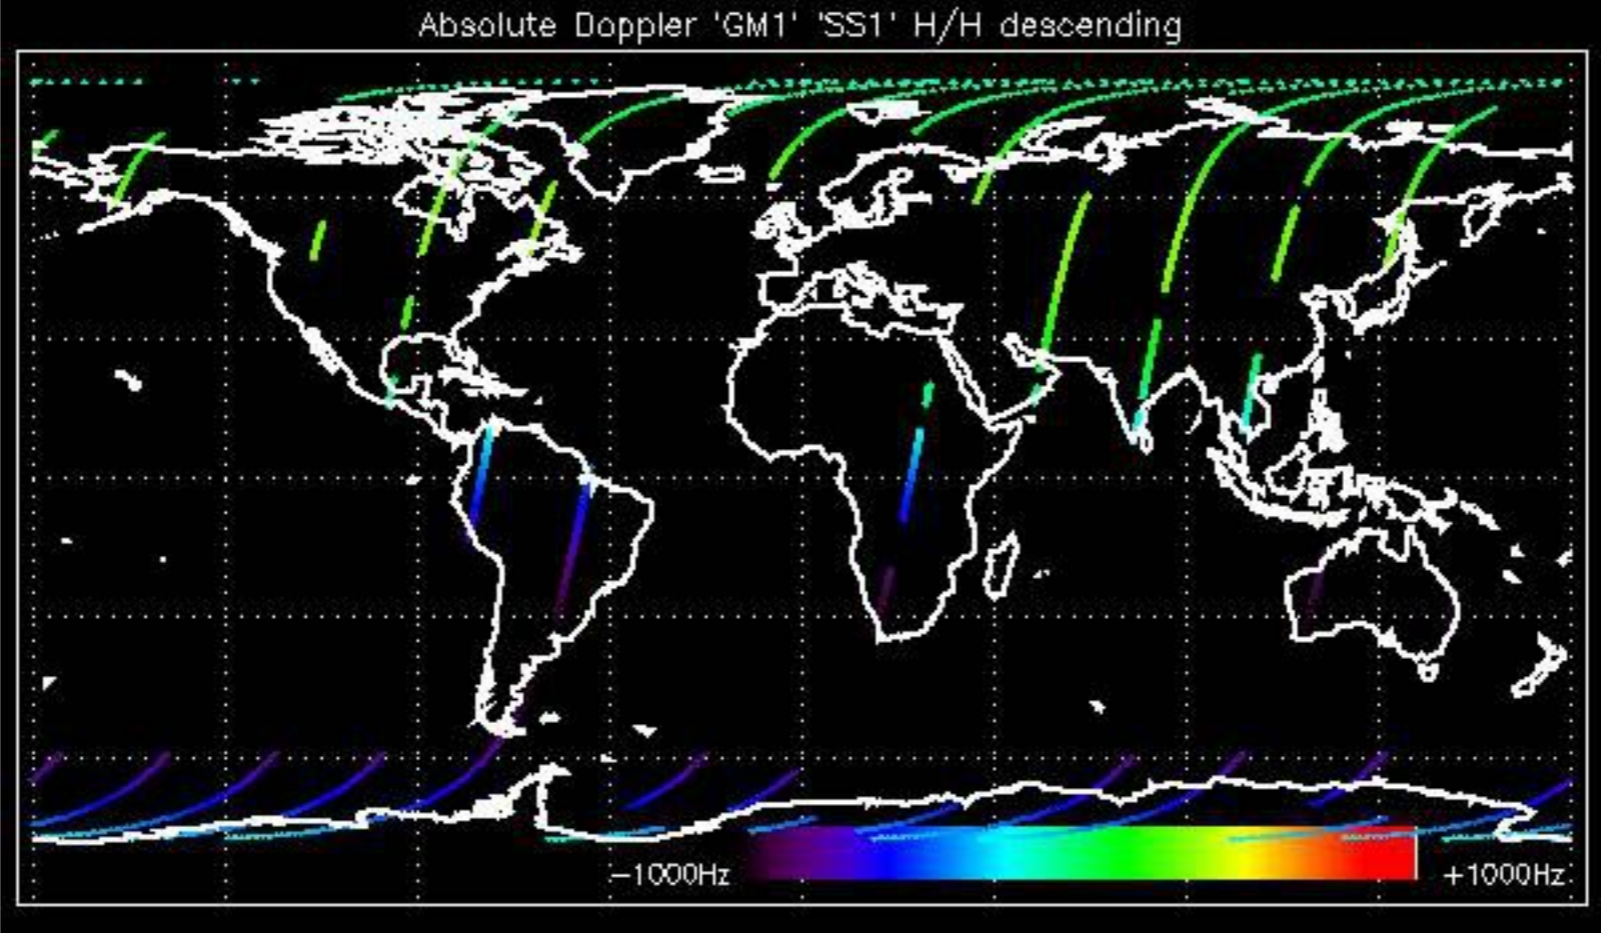 Absolute Doppler 'GM1' 'SS1' H/H descending
−1000Hz +1000Hz